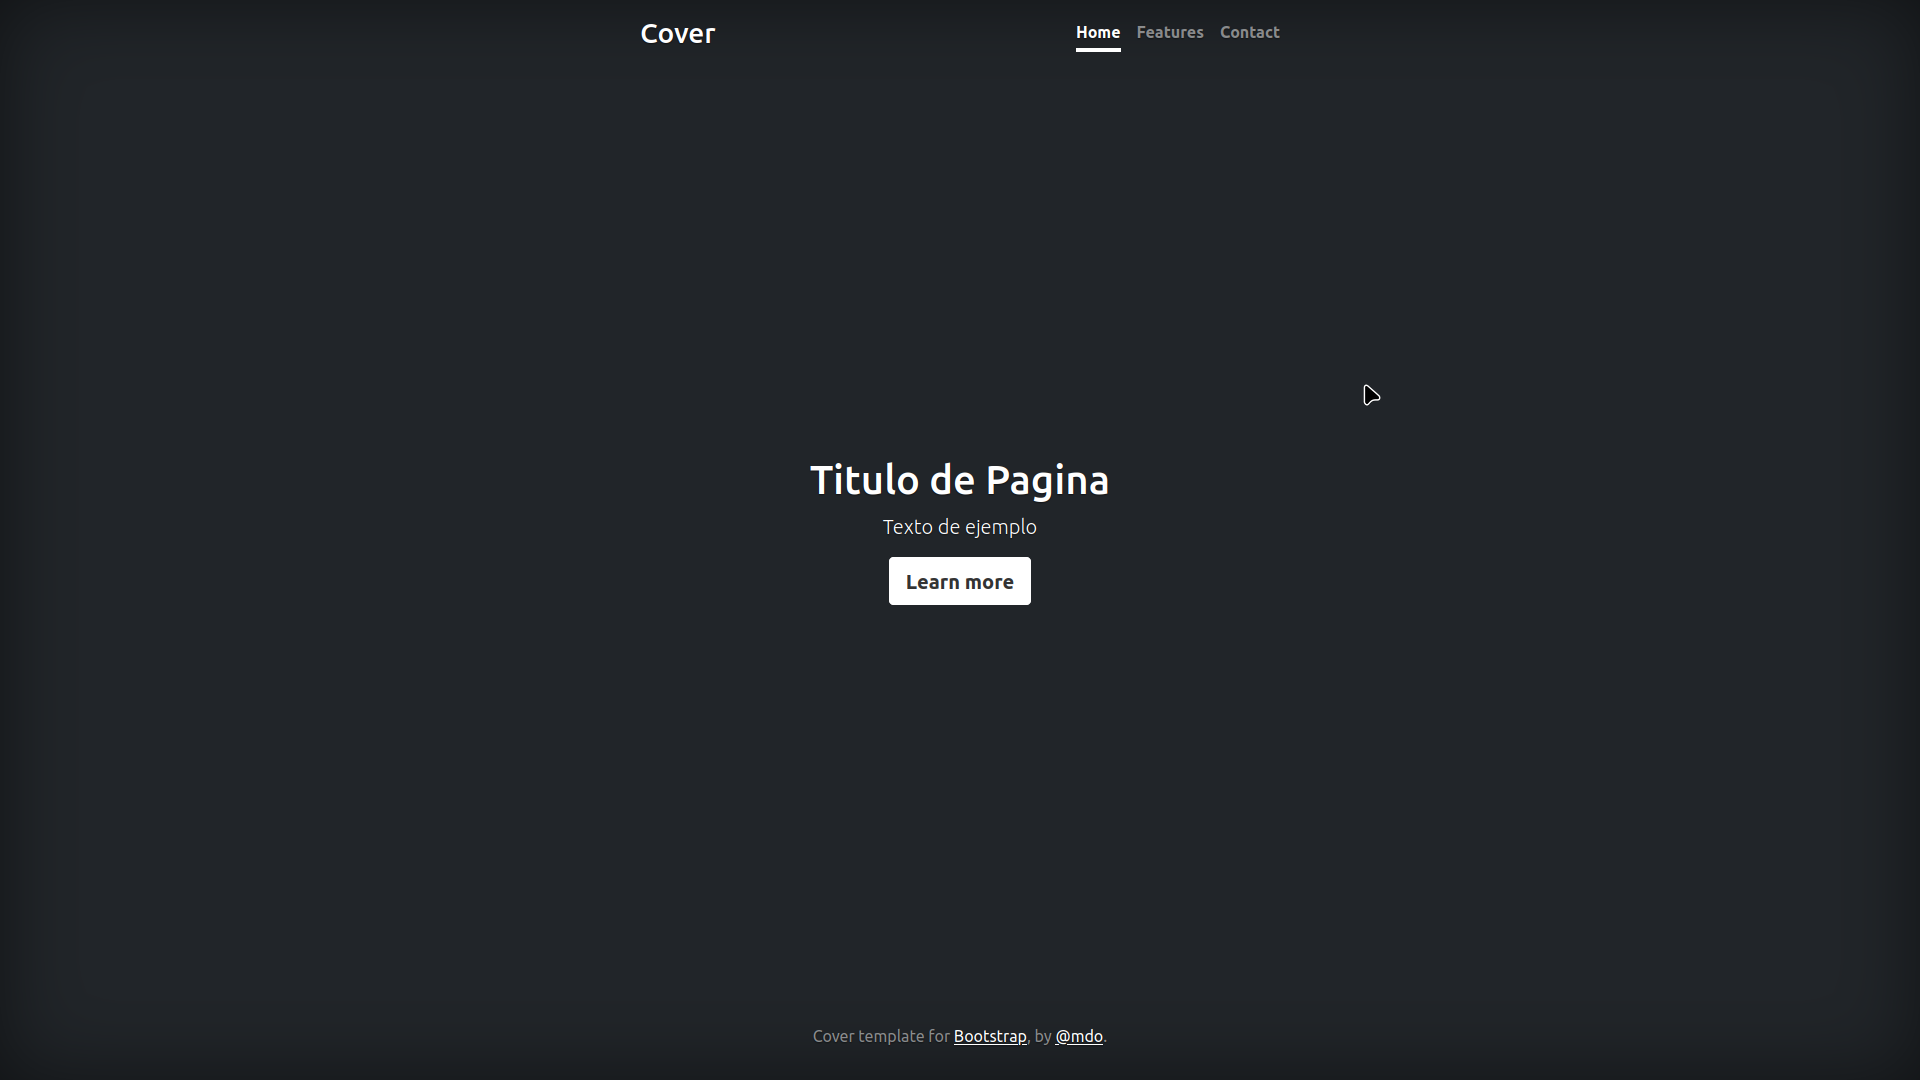 Cover
Home Features Contact
Titulo de Pagina
Texto de ejemplo
Learn more
Cover template for Bootstrap, by @mdo.